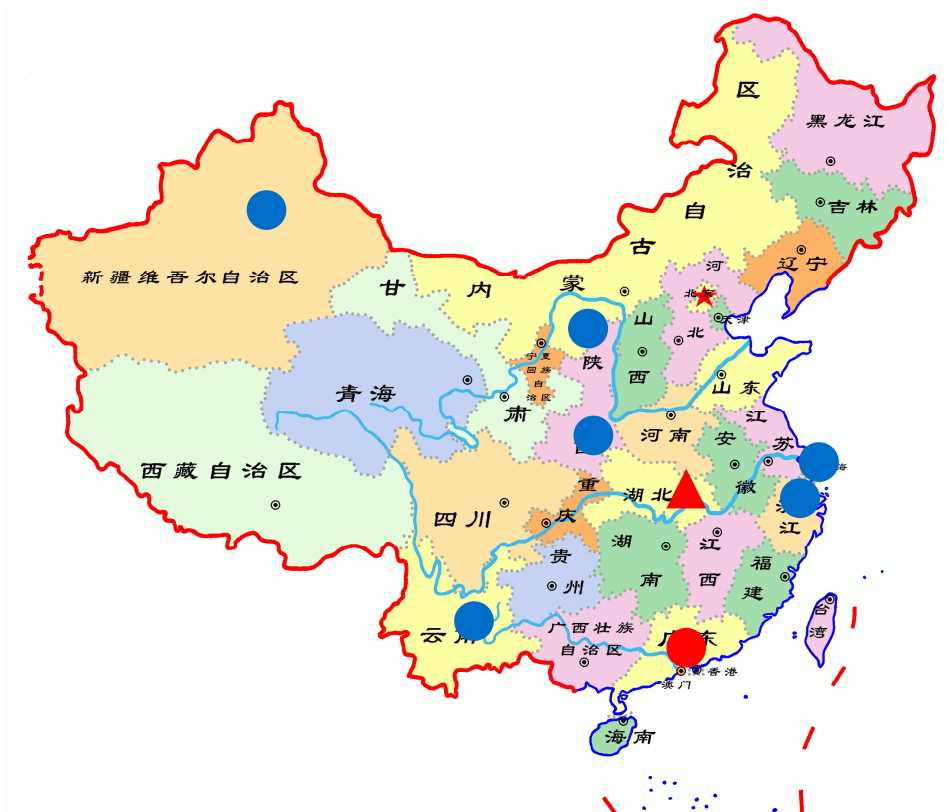 区
黑龙江
治
吉林
自
古
辽宁
河
新疆维吾尔自治区
甘
内
蒙
北京
天津
山
北
宁夏
陕
回族
西
山东
青海
自
治区
肃
江
河南
安
苏
海
西藏自治区
重
湖北
徽
四川
庆
江
湖
江
贵
福
州
南
西
建
台
湾
广西壮族
云
广东
自治区
香港
澳门
海南